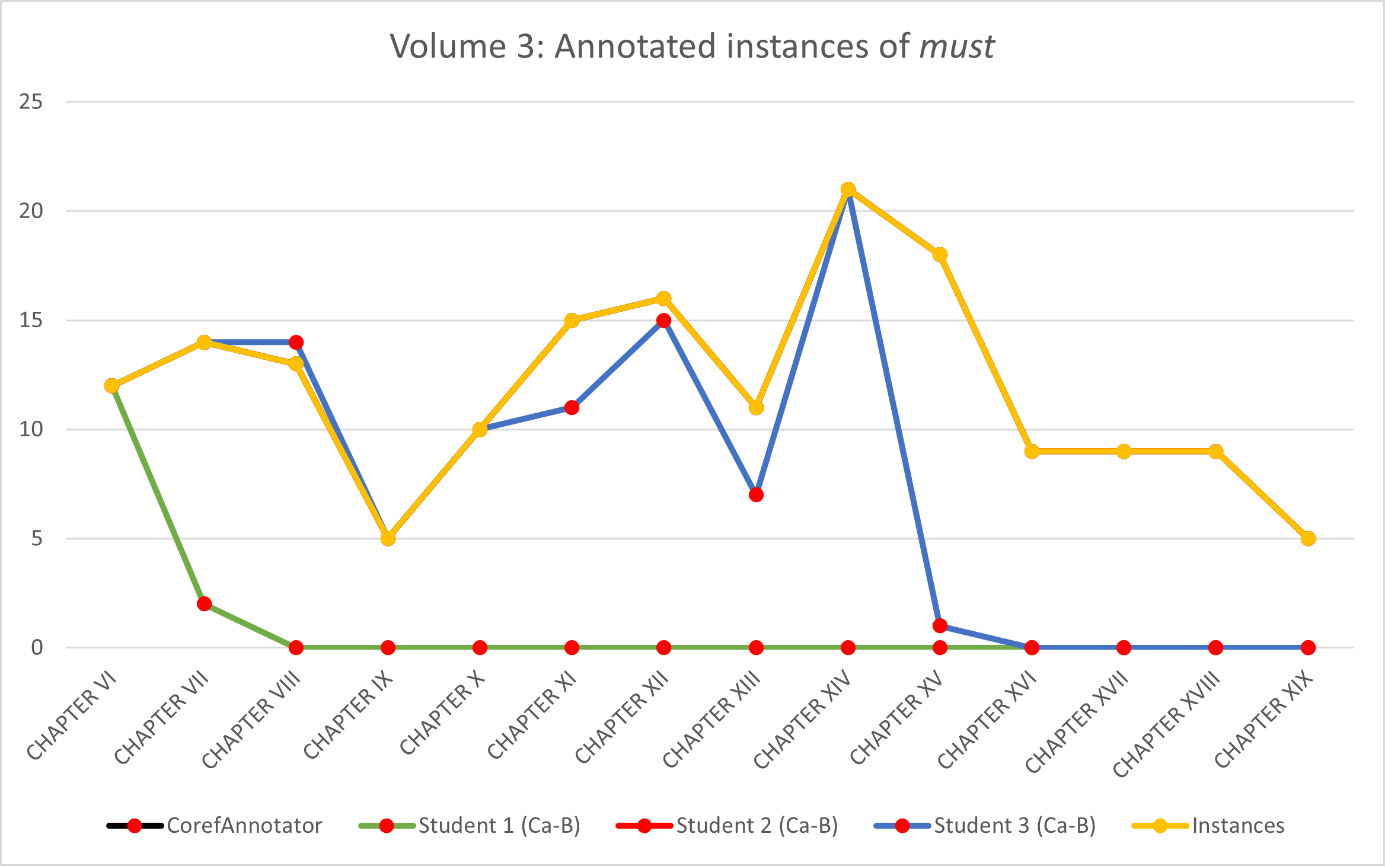 Volume 3: Annotated instances of must
25
20
15
10
5
0
CHAPTER VI
CHAPTER VII
CHAPTER VIII
CHAPTER IX
CHAPTER X
CHAPTER XI
CHAPTER XII
CHAPTER XIII
CHAPTER XIV
CHAPTER XV
CHAPTER XVI
CHAPTER XVII
CHAPTER XVIII
CHAPTER XIX
CorefAnnotator Student 1 (Ca-B) Student 2 (Ca-B) Student 3 (Ca-B) Instances